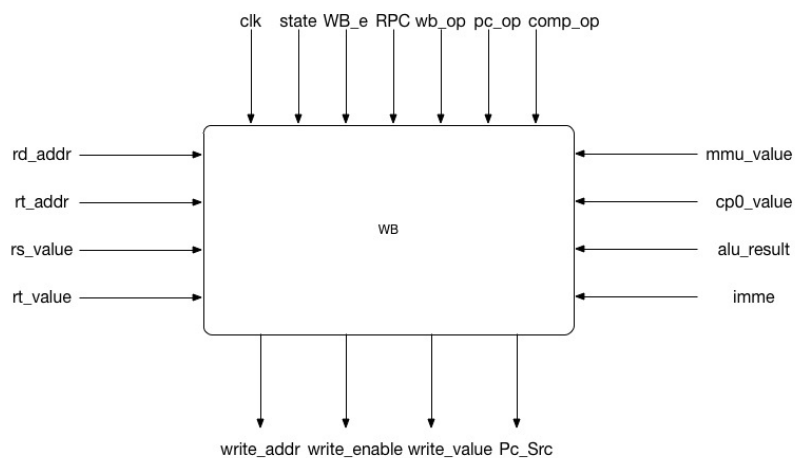 clk state WB_e RPC wb_op pc_op comp_op
rd_addr mmu_value
rt_addr cp0_value
WB
rs_value alu_result
rt_value imme
write_addr write_enable write_value Pc_Src